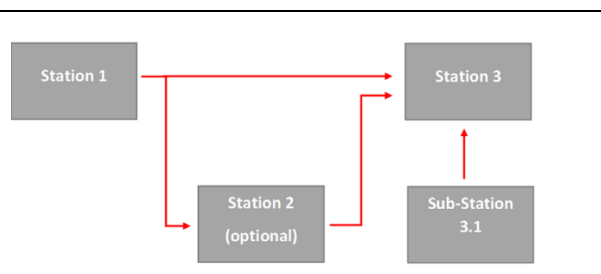 Station 1
Station 3
Station 2
(optional)
Sub-Station
3.1